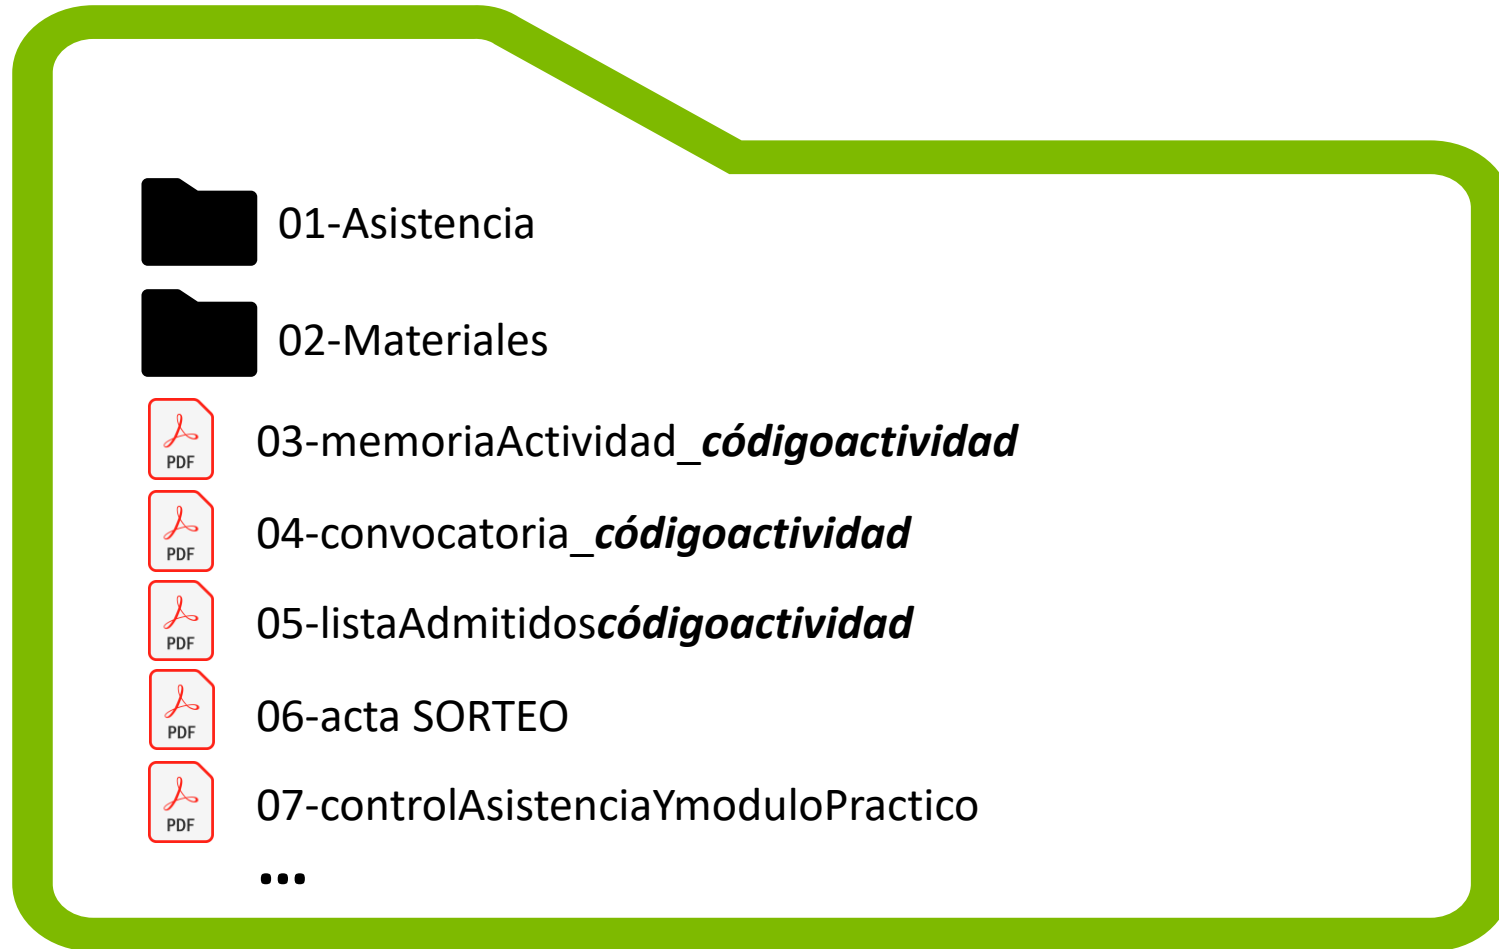 01-Asistencia
02-Materiales
PDF 03-memoriaActividad_códigoactividad
PDF 04-convocatoria_códigoactividad
PDF 05-listaAdmitidoscódigoactividad
PDF 06-acta SORTEO
PDF 07-controlAsistenciaYmoduloPractico
...